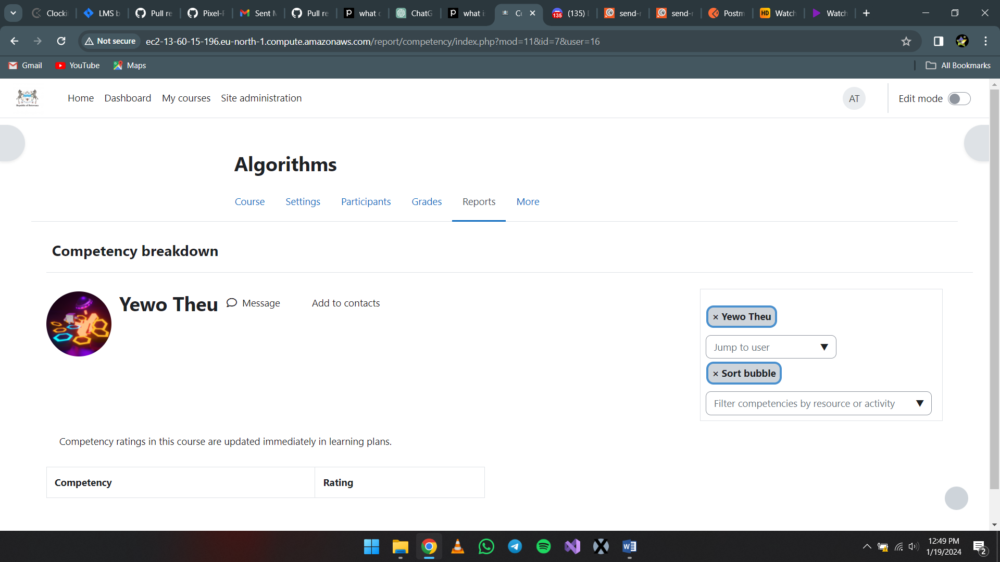 Clocki
LMS b
Pull re
Pixel-F
Sent M
Pull re
what c
ChatG
what i
Co
(135)
send-r
send-r
Postm
Watch
Watch
Not secure
ec2-13-60-15-196.eu-north-1.compute.amazonaws.com/report/competency/index.php?mod=11&id=7&user=16
Gmail
YouTube
Maps
All Bookmarks
Republic of Botswana
Home
Dashboard
My courses
Site administration
AT
Edit mode
Algorithms
Course
Settings
Participants
Grades
Reports
More
Competency breakdown
Yewo Theu
Message
Add to contacts
× Yewo Theu
Jump to user
× Sort bubble
Filter competencies by resource or activity
Competency ratings in this course are updated immediately in learning plans.
Competency
Rating
12:49 PM
1/19/2024
2